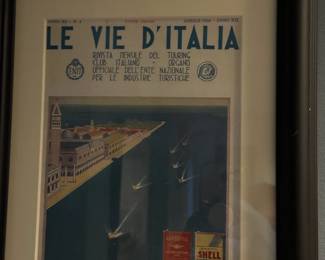 LE VIE D'ITALIA
RIVISTA MENSILE DEL TOURING
CLUB ITALIANO - ORGANO
UFFICIALE DELL'ENTE NAZIONALE
PER LE INDUSTRIE TURISTICHE
ENIT
SHELL